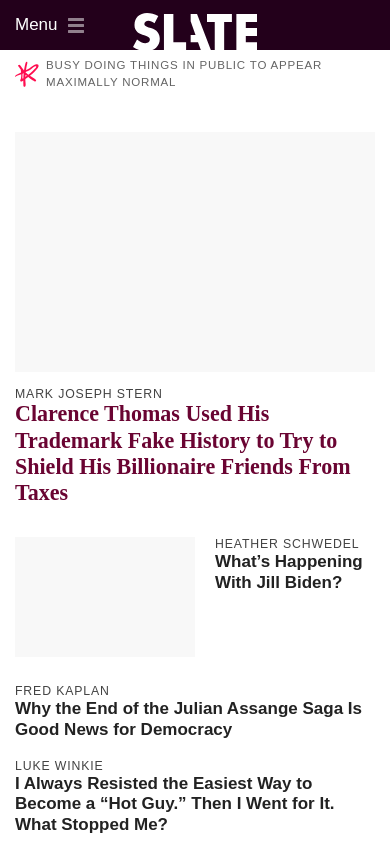 Menu
SLATE
BUSY DOING THINGS IN PUBLIC TO APPEAR
MAXIMALLY NORMAL
MARK JOSEPH STERN
Clarence Thomas Used His
Trademark Fake History to Try to
Shield His Billionaire Friends From
Taxes
HEATHER SCHWEDEL
What’s Happening
With Jill Biden?
FRED KAPLAN
Why the End of the Julian Assange Saga Is
Good News for Democracy
LUKE WINKIE
I Always Resisted the Easiest Way to
Become a “Hot Guy.” Then I Went for It.
What Stopped Me?